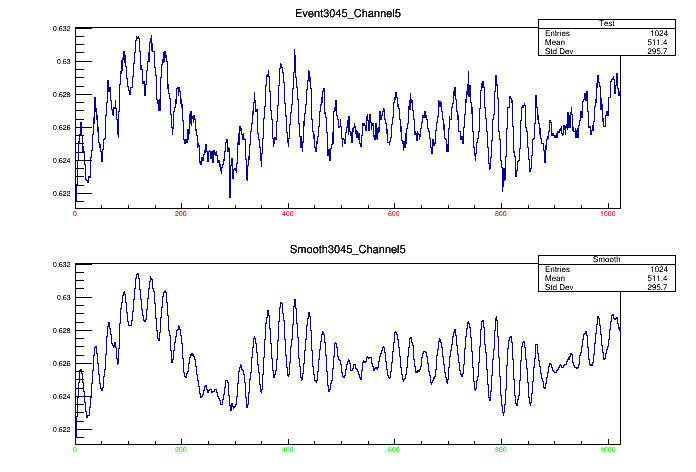 Event3045_Channel5
Test
Entries 1024
Mean 511.4
Std Dev 295.7
0.632
0.63
0.628
0.626
0.624
0.622
0 200 400 600 800 1000
Smooth3045_Channel5
Smooth
Entries 1024
Mean 511.4
Std Dev 295.7
0.632
0.63
0.628
0.626
0.624
0.622
0 200 400 600 800 1000